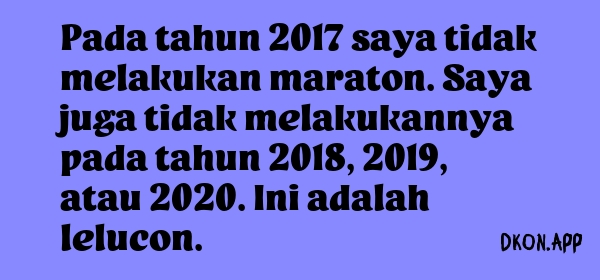 Pada tahun 2017 saya tidak
melakukan maraton. Saya
juga tidak melakukannya
pada tahun 2018, 2019,
atau 2020. Ini adalah
lelucon.
DKON.APP